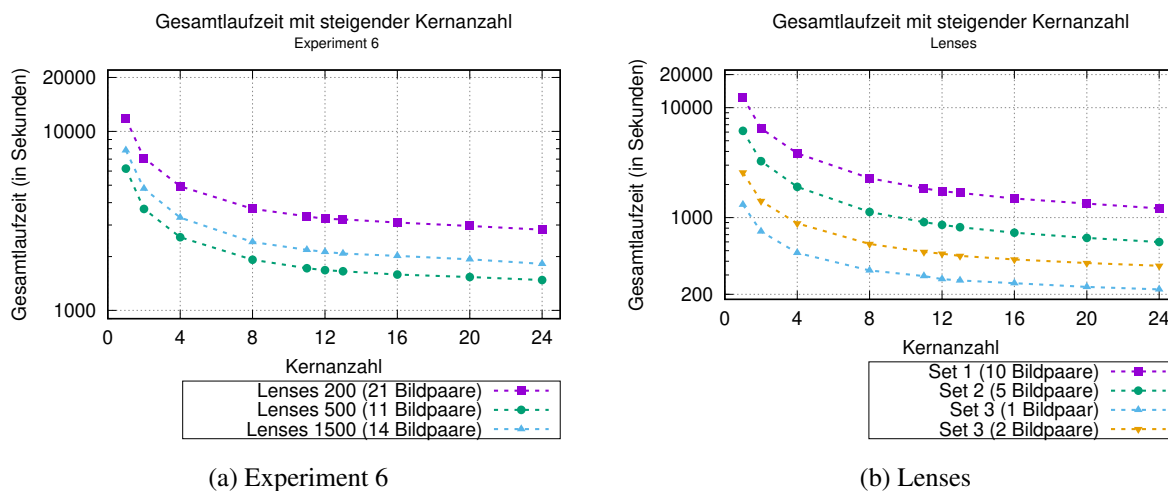 Gesamtlaufzeit mit steigender Kernanzahl
Experiment 6
Gesamtlaufzeit (in Sekunden)
20000
10000
1000
0 4 8 12 16 20 24
Kernanzahl
Lenses 200 (21 Bildpaare)
Lenses 500 (11 Bildpaare)
Lenses 1500 (14 Bildpaare)
(a) Experiment 6
Gesamtlaufzeit mit steigender Kernanzahl
Lenses
Gesamtlaufzeit (in Sekunden)
20000
10000
1000
200
0 4 8 12 16 20 24
Kernanzahl
Set 1 (10 Bildpaare)
Set 2 (5 Bildpaare)
Set 3 (1 Bildpaar)
Set 3 (2 Bildpaare)
(b) Lenses